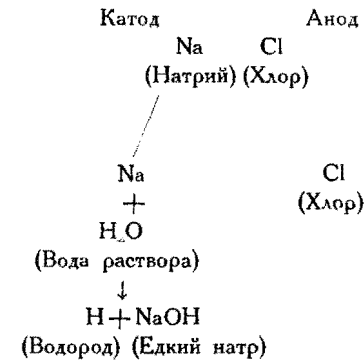 Катод Анод
Na Cl
(Натрий) (Хлор)
Na Cl
+ (Хлор)
H₂O
(Вода раствора)
↓
H + NaOH
(Водород) (Едкий натр)